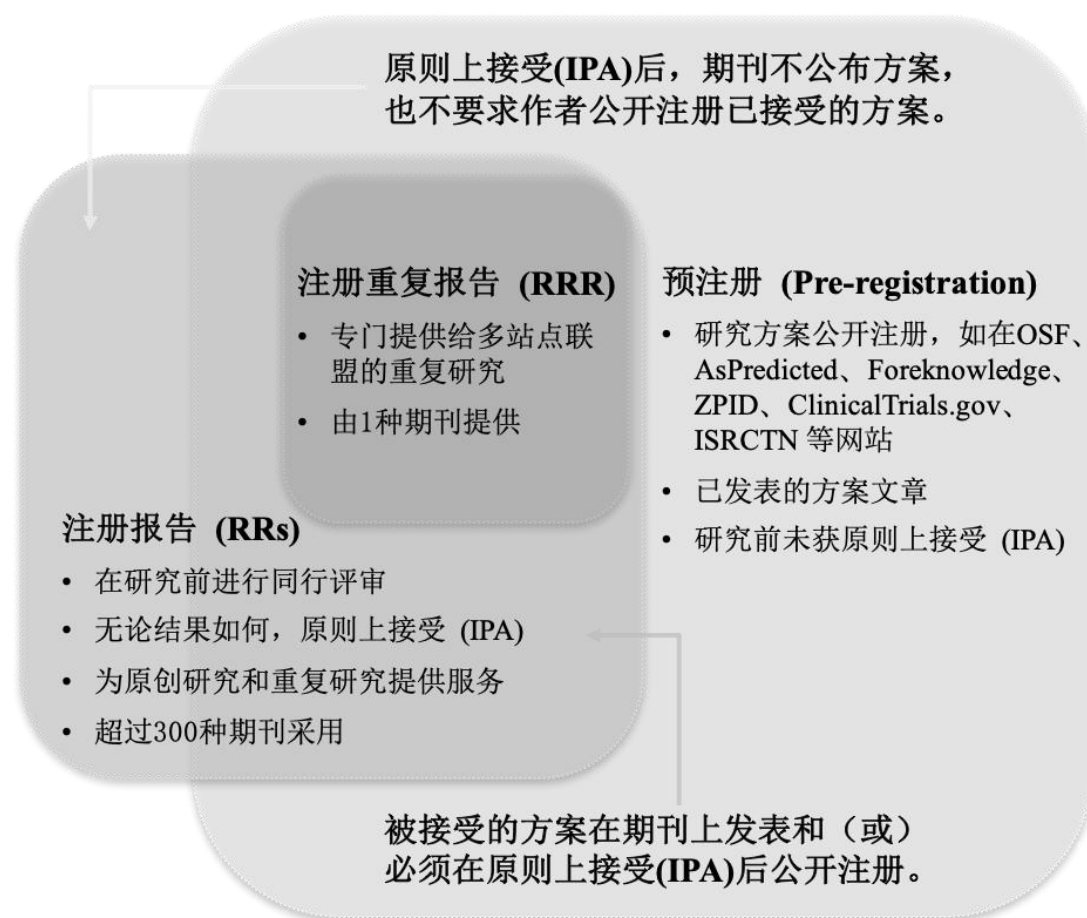 原则上接受(IPA)后，期刊不公布方案，
也不要求作者公开注册已接受的方案。
注册重复报告 (RRR)
• 专门提供给多站点联
盟的重复研究
• 由1种期刊提供
预注册 (Pre-registration)
• 研究方案公开注册，如在OSF、
AsPredicted、Foreknowledge、
ZPID、ClinicalTrials.gov、
ISRCTN 等网站
• 已发表的方案文章
• 研究前未获原则上接受 (IPA)
注册报告 (RRs)
• 在研究前进行同行评审
• 无论结果如何，原则上接受 (IPA)
• 为原创研究和重复研究提供服务
• 超过300种期刊采用
被接受的方案在期刊上发表和（或）
必须在原则上接受(IPA)后公开注册。